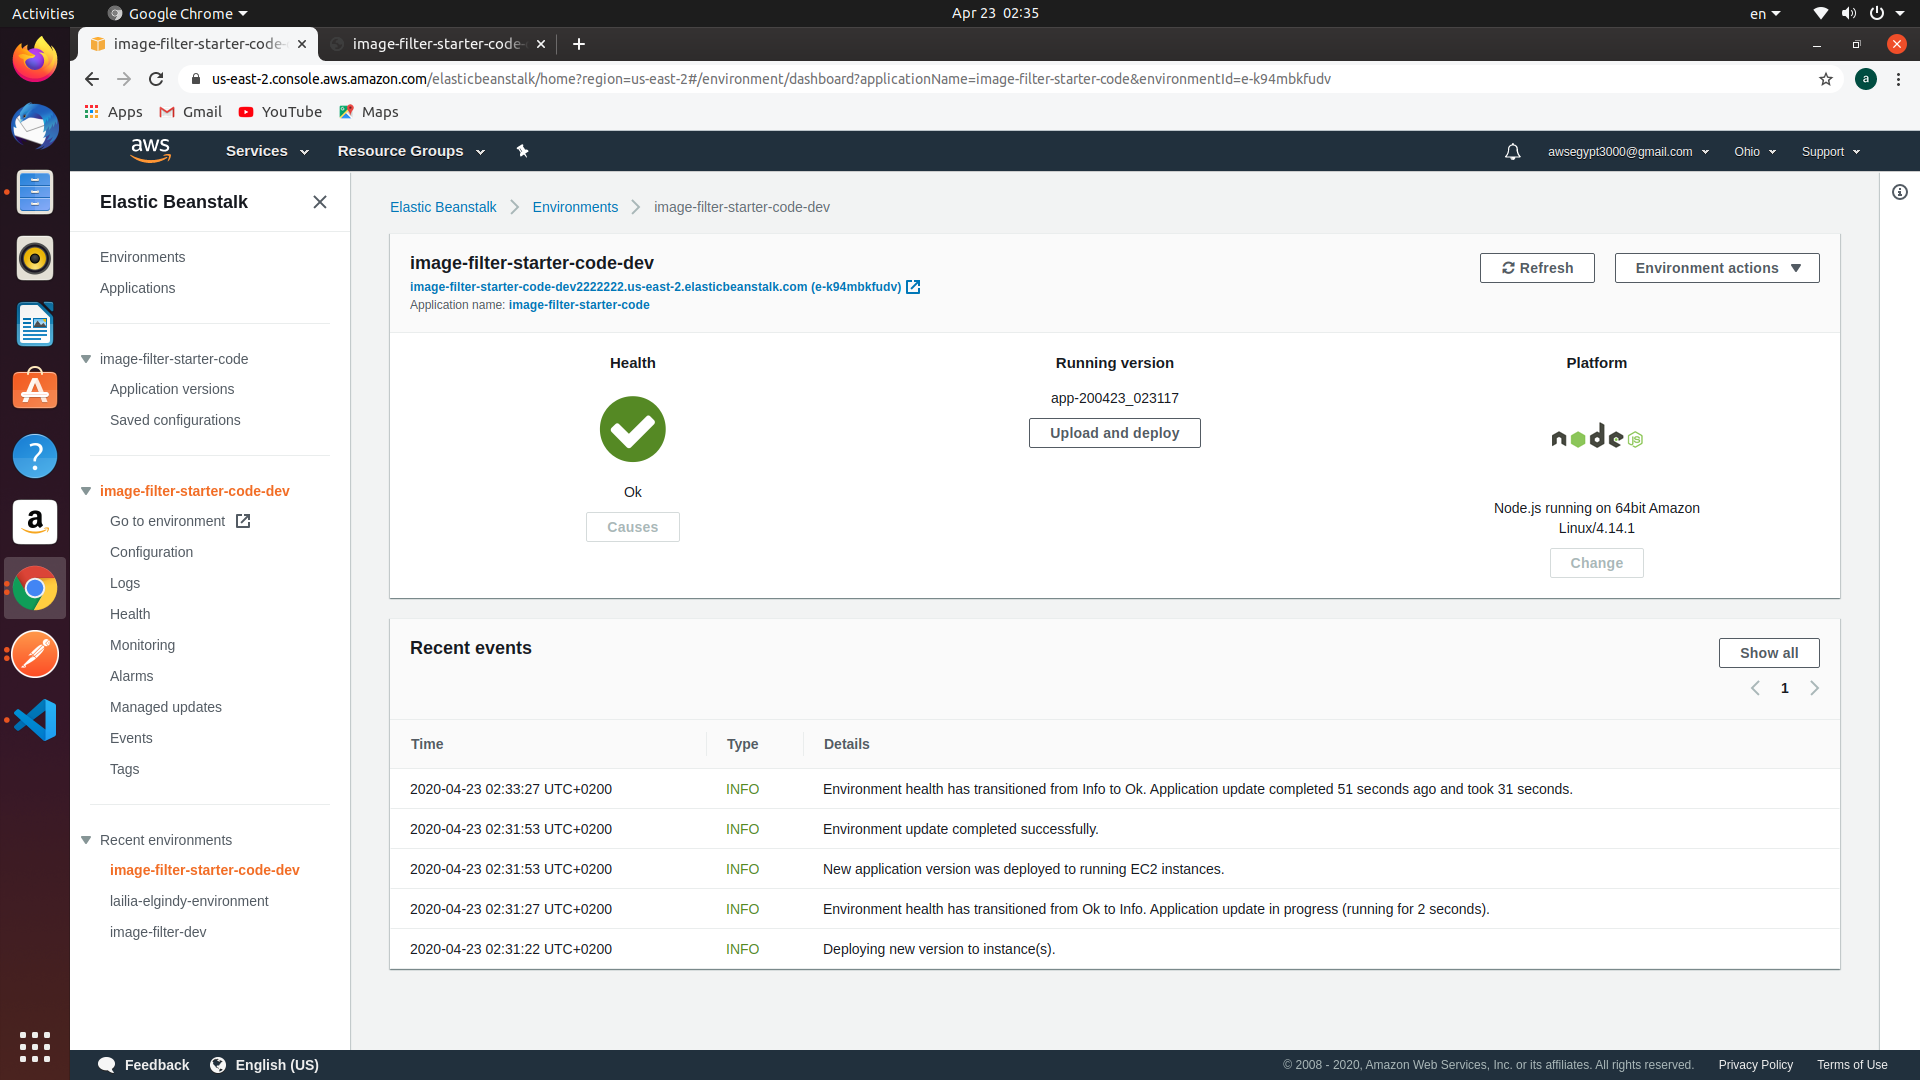 Activities
Google Chrome
Apr 23 02:35
en
image-filter-starter-code-
image-filter-starter-code-
us-east-2.console.aws.amazon.com/elasticbeanstalk/home?region=us-east-2#/environment/dashboard?applicationName=image-filter-starter-code&environmentId=e-k94mbkfudv
a
Apps
Gmail
YouTube
Maps
aws
Services
Resource Groups
awsegypt3000@gmail.com
Ohio
Support
Elastic Beanstalk
Environments
Applications
image-filter-starter-code
Application versions
Saved configurations
image-filter-starter-code-dev
Go to environment
Configuration
Logs
Health
Monitoring
Alarms
Managed updates
Events
Tags
Recent environments
image-filter-starter-code-dev
lailia-elgindy-environment
image-filter-dev
Elastic Beanstalk
Environments
image-filter-starter-code-dev
image-filter-starter-code-dev
image-filter-starter-code-dev2222222.us-east-2.elasticbeanstalk.com (e-k94mbkfudv)
Application name: image-filter-starter-code
Refresh
Environment actions
Health
Ok
Causes
Running version
app-200423_023117
Upload and deploy
Platform
node
JS
Node.js running on 64bit Amazon
Linux/4.14.1
Change
Recent events
Show all
1
Time Type Details
2020-04-23 02:33:27 UTC+0200 INFO Environment health has transitioned from Info to Ok. Application update completed 51 seconds ago and took 31 seconds.
2020-04-23 02:31:53 UTC+0200 INFO Environment update completed successfully.
2020-04-23 02:31:53 UTC+0200 INFO New application version was deployed to running EC2 instances.
2020-04-23 02:31:27 UTC+0200 INFO Environment health has transitioned from Ok to Info. Application update in progress (running for 2 seconds).
2020-04-23 02:31:22 UTC+0200 INFO Deploying new version to instance(s).
Feedback
English (US)
© 2008 - 2020, Amazon Web Services, Inc. or its affiliates. All rights reserved.
Privacy Policy
Terms of Use